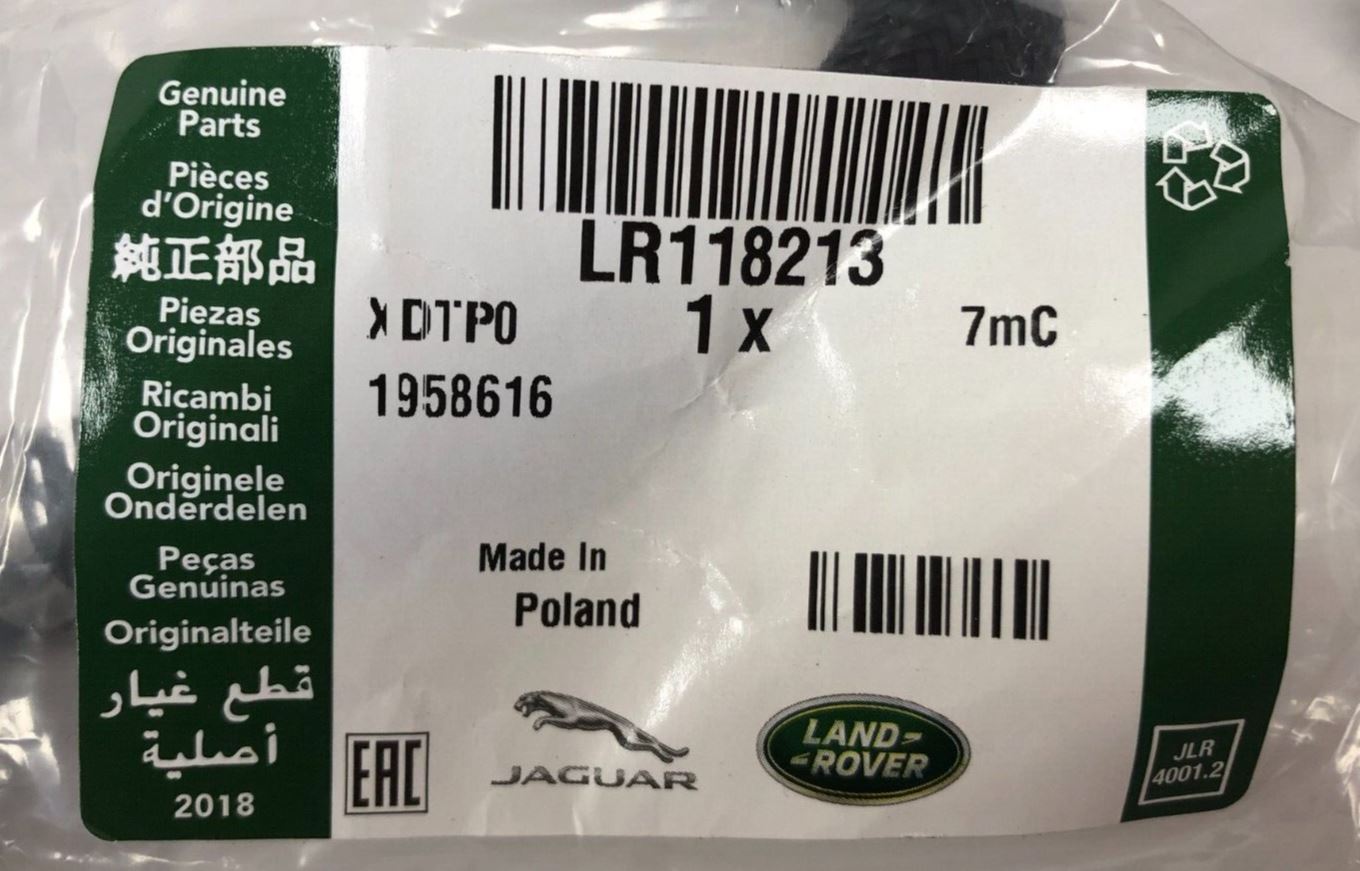 Genuine
Parts
Pièces
d'Origine
純正部品
Piezas
Originales
Ricambi
Originali
Originele
Onderdelen
Peças
Genuinas
Originalteile
قطع غيار
أصلية
2018
LR118213
XDTP0
1 x
7mC
1958616
Made In
Poland
EAC
JAGUAR
LAND-
-ROVER
JLR
4001.2